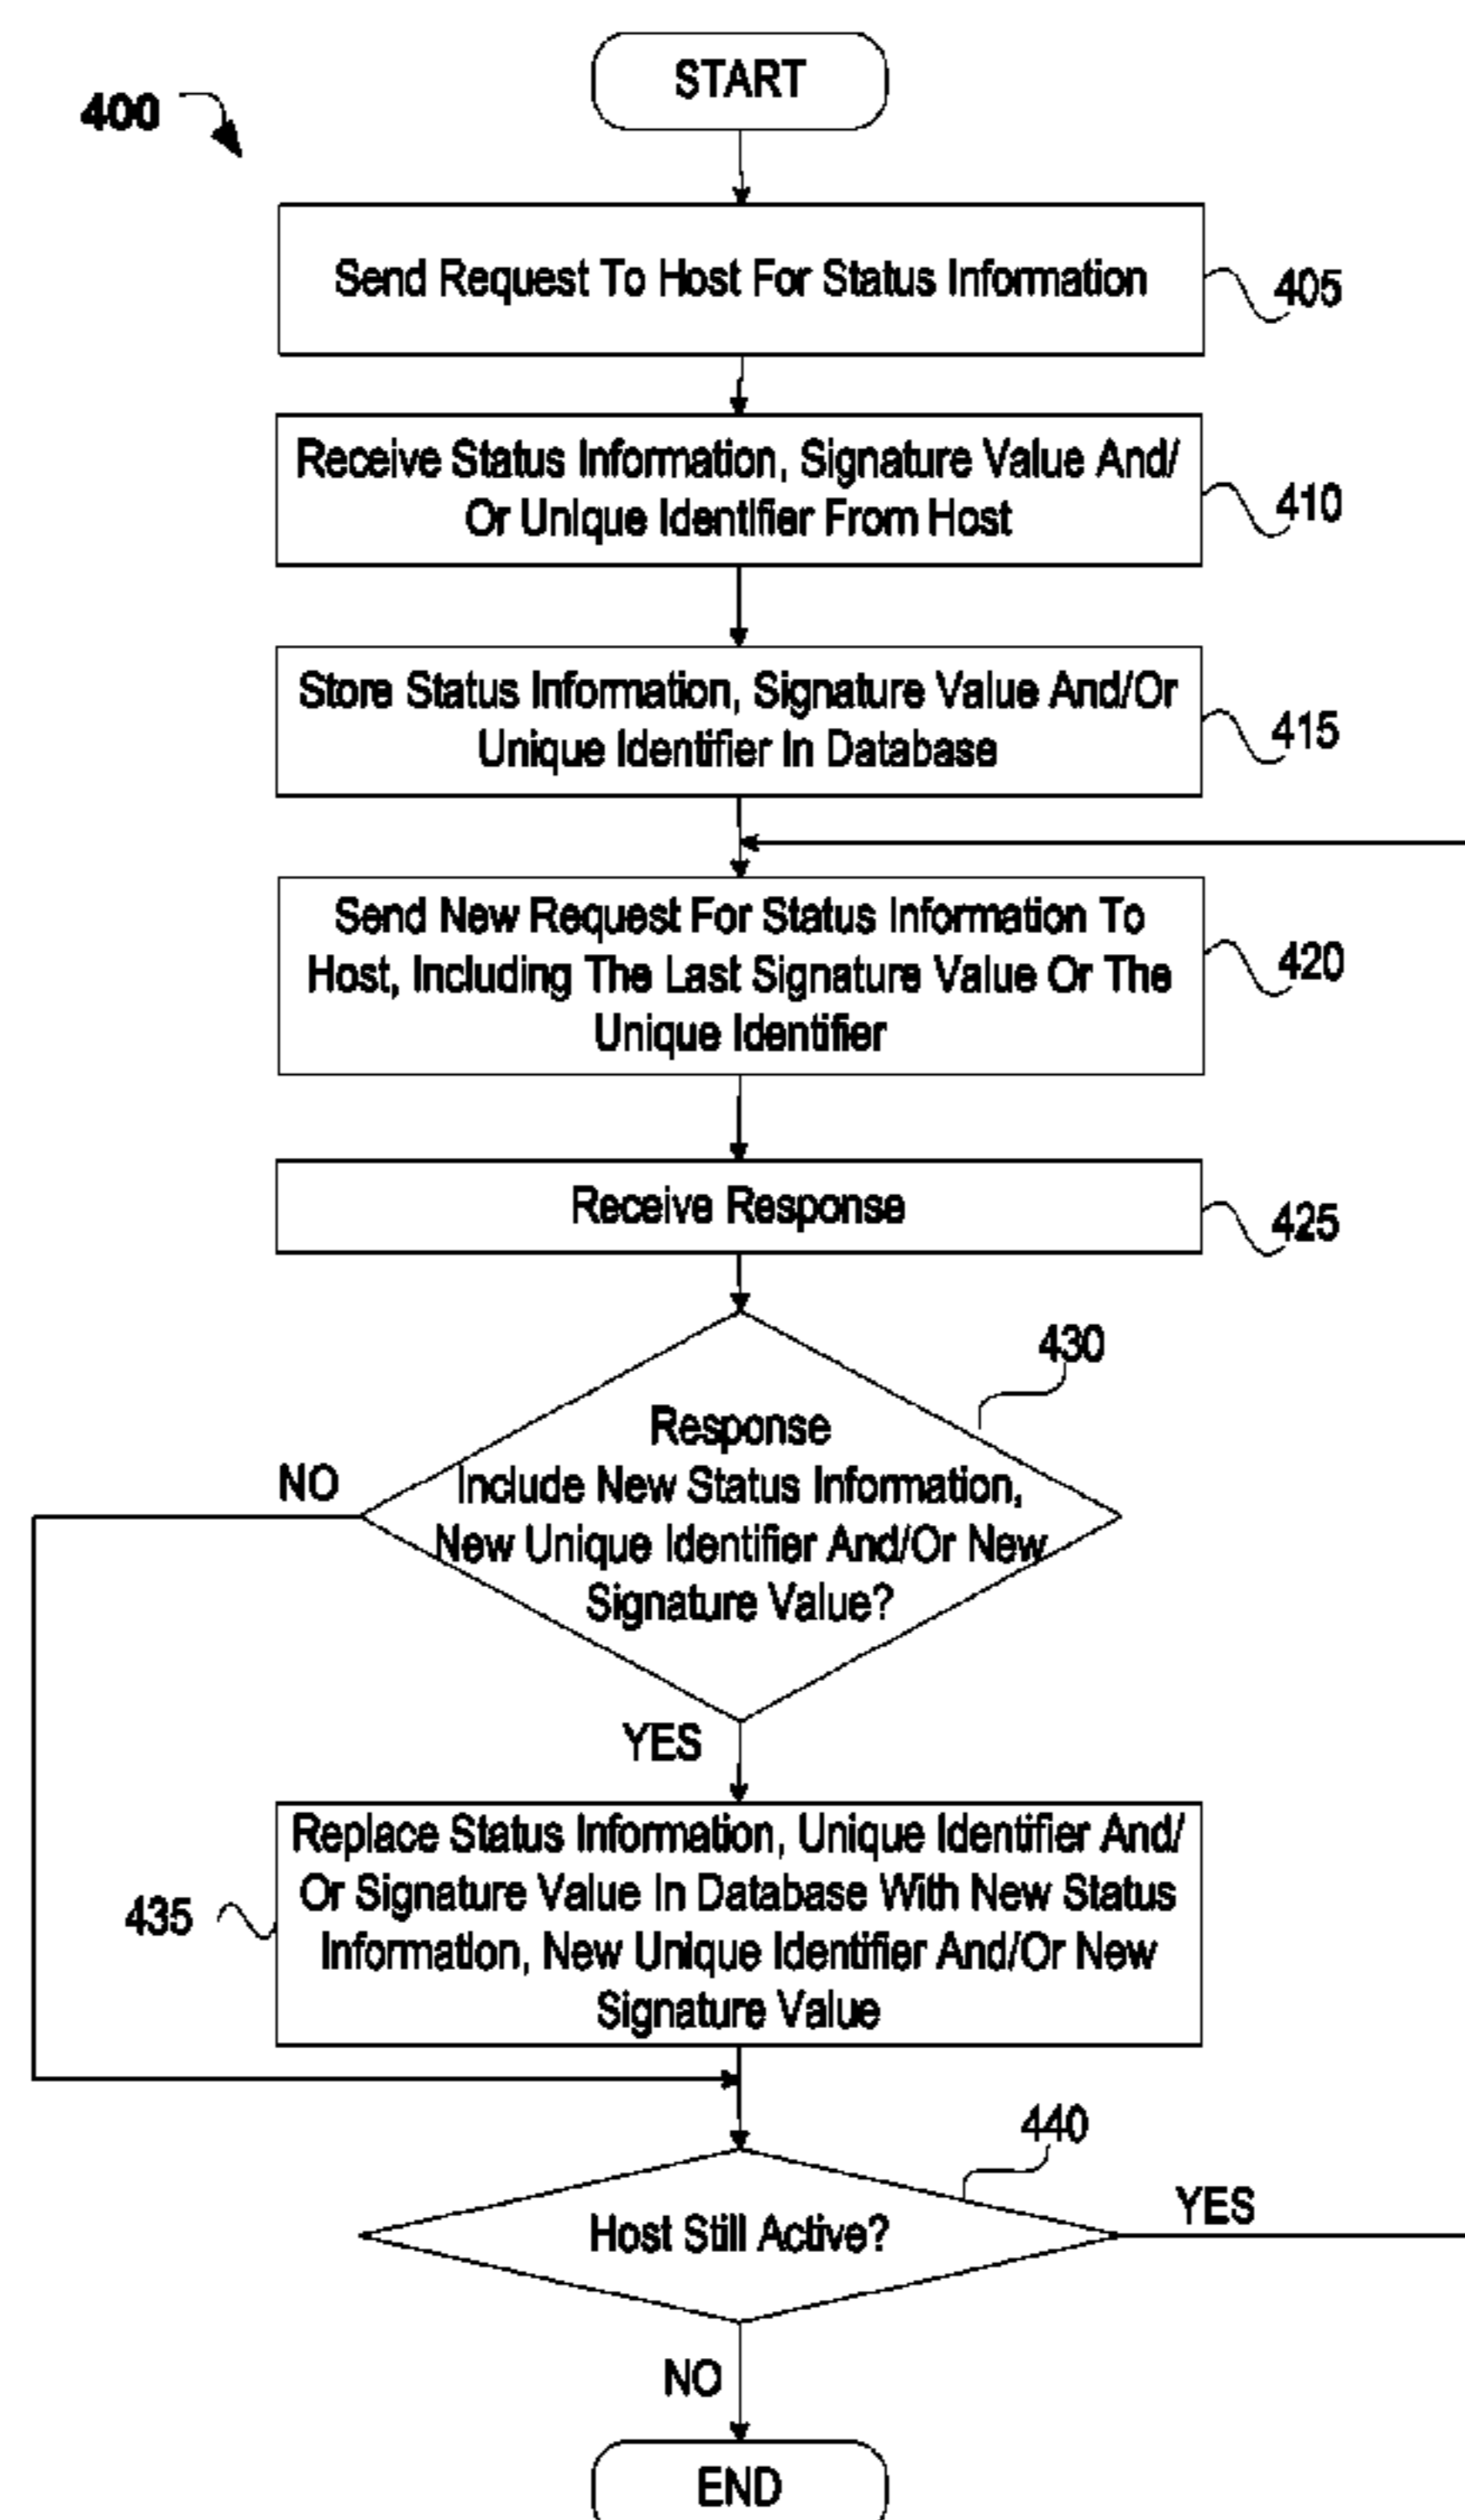 START
400
Send Request To Host For Status Information
405
Receive Status Information, Signature Value And/
Or Unique Identifier From Host
410
Store Status Information, Signature Value And/Or
Unique Identifier In Database
415
Send New Request For Status Information To
Host, Including The Last Signature Value Or The
Unique Identifier
420
Receive Response
425
430
Response
Include New Status Information,
New Unique Identifier And/Or New
Signature Value?
NO
YES
Replace Status Information, Unique Identifier And/
Or Signature Value In Database With New Status
Information, New Unique Identifier And/Or New
Signature Value
435
440
Host Still Active?
YES
NO
END